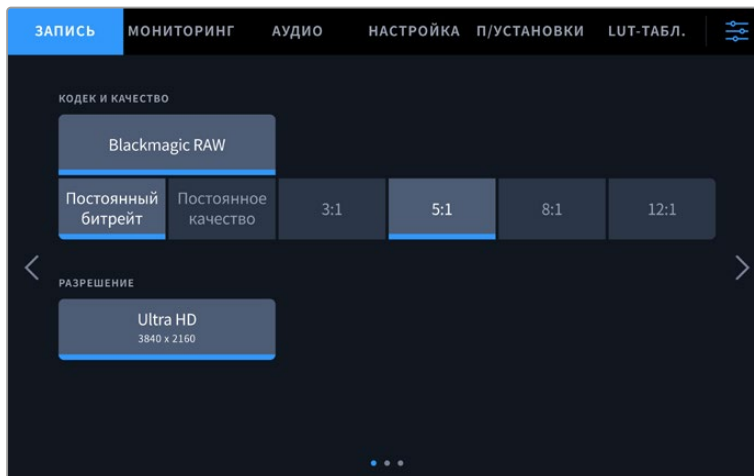 ЗАПИСЬ МОНИТОРИНГ АУДИО НАСТРОЙКА П/УСТАНОВКИ LUT-ТАБЛ.
КОДЕК И КАЧЕСТВО
Blackmagic RAW
Постоянный битрейт Постоянное качество 3:1 5:1 8:1 12:1
РАЗРЕШЕНИЕ
Ultra HD
3840 x 2160